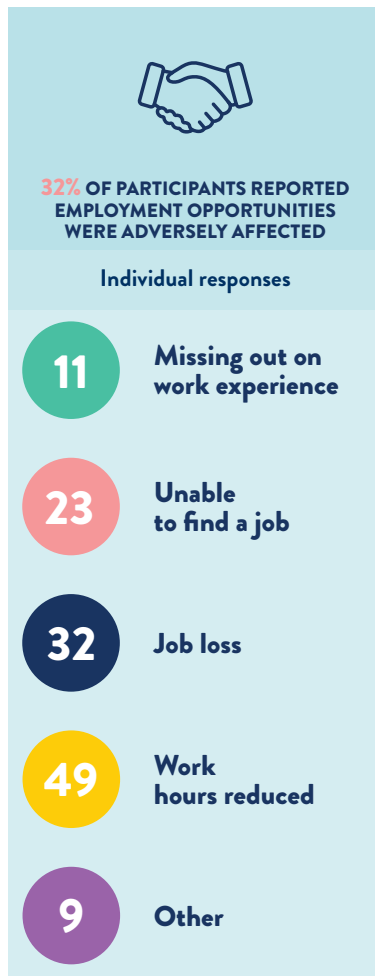 32% OF PARTICIPANTS REPORTED
EMPLOYMENT OPPORTUNITIES
WERE ADVERSELY AFFECTED
Individual responses
11
Missing out on
work experience
23
Unable
to find a job
32
Job loss
49
Work
hours reduced
9
Other